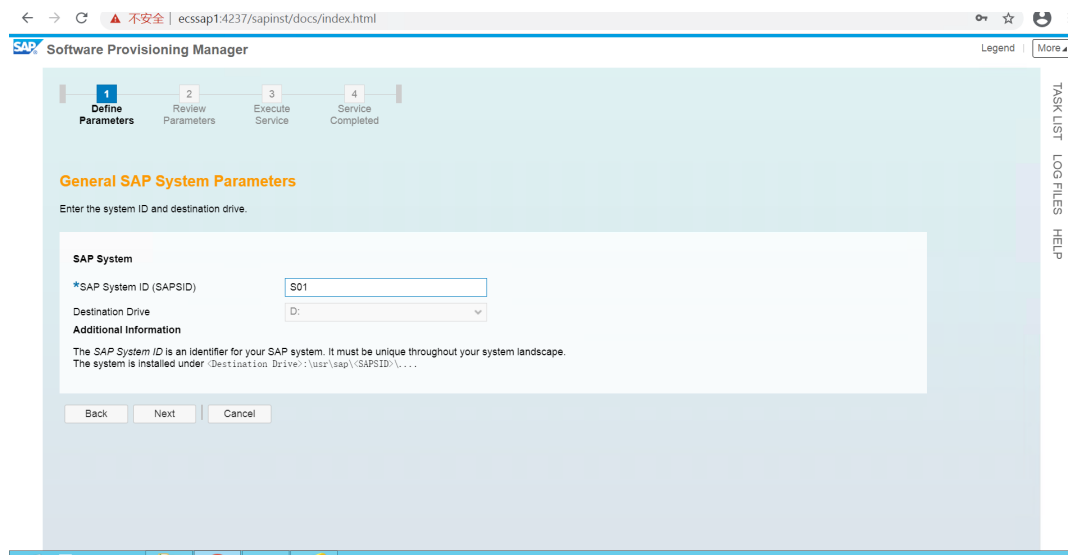 不安全 | ecssap1:4237/sapinst/docs/index.html
SAP Software Provisioning Manager
Legend | More
1 2 3 4
Define Parameters
Review Parameters
Execute Service
Service Completed
TASK LIST
LOG FILES
HELP
General SAP System Parameters
Enter the system ID and destination drive.
SAP System
*SAP System ID (SAPSID) S01
Destination Drive D:
Additional Information
The SAP System ID is an identifier for your SAP system. It must be unique throughout your system landscape.
The system is installed under <Destination Drive>:\usr\sap\<SAPSID>\....
Back Next | Cancel